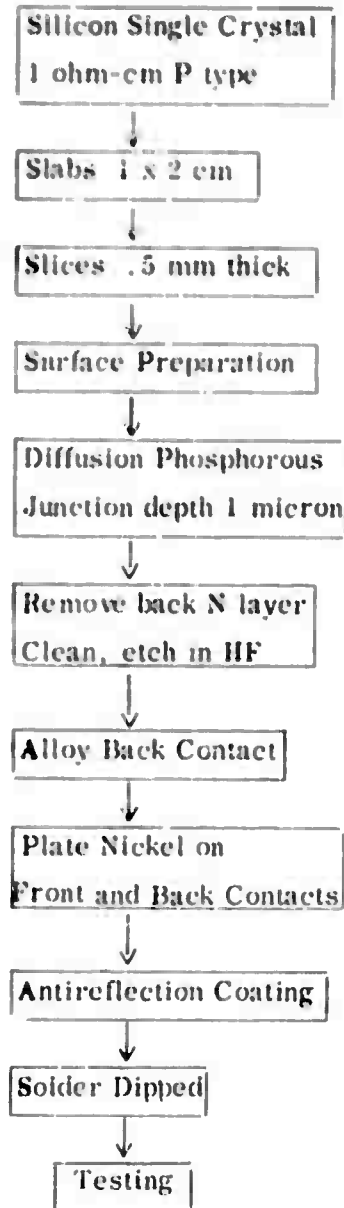 Silicon Single Crystal
1 ohm-cm P type
Slabs 1 x 2 cm
Slices .5 mm thick
Surface Preparation
Diffusion Phosphorous
Junction depth 1 micron
Remove back N layer
Clean, etch in HF
Alloy Back Contact
Plate Nickel on
Front and Back Contacts
Antireflection Coating
Solder Dipped
Testing